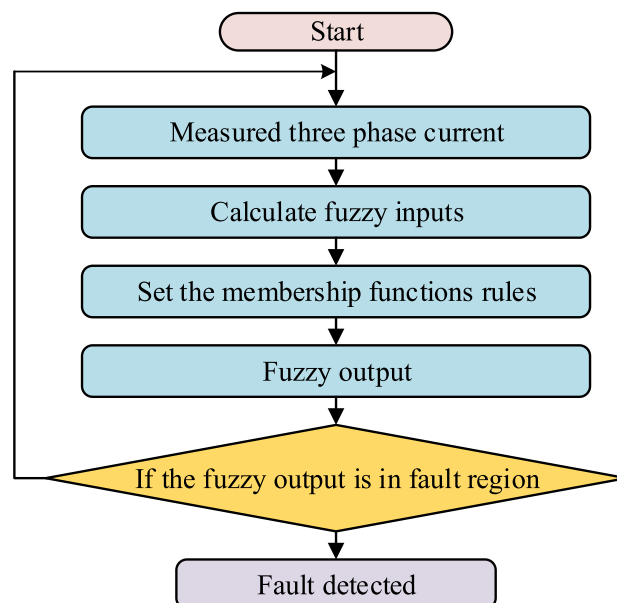 Start
Measured three phase current
Calculate fuzzy inputs
Set the membership functions rules
Fuzzy output
If the fuzzy output is in fault region
Fault detected